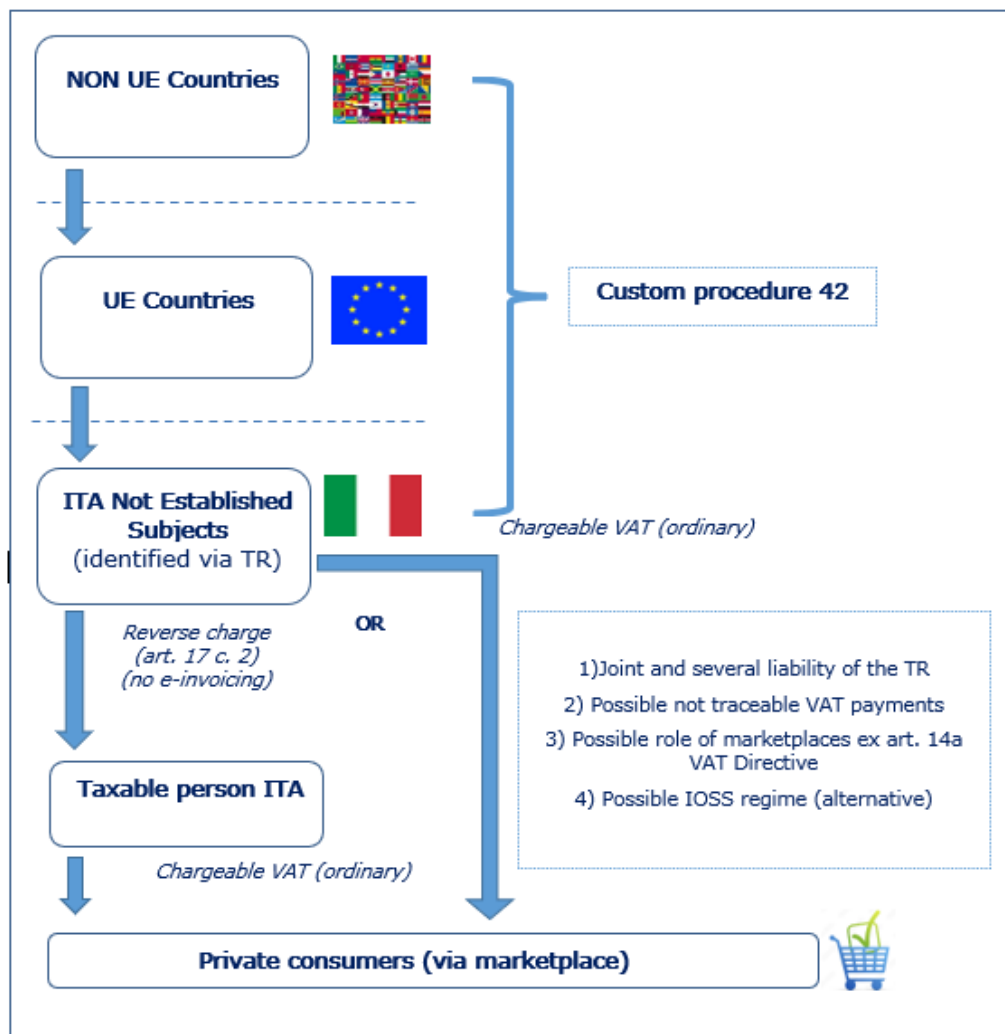 NON UE Countries
UE Countries
Custom procedure 42
ITA Not Established
Subjects
(identified via TR)
Chargeable VAT (ordinary)
OR
Reverse charge
(art. 17 c. 2)
(no e-invoicing)
1)Joint and several liability of the TR
2) Possible not traceable VAT payments
3) Possible role of marketplaces ex art. 14a
VAT Directive
4) Possible IOSS regime (alternative)
Taxable person ITA
Chargeable VAT (ordinary)
Private consumers (via marketplace)